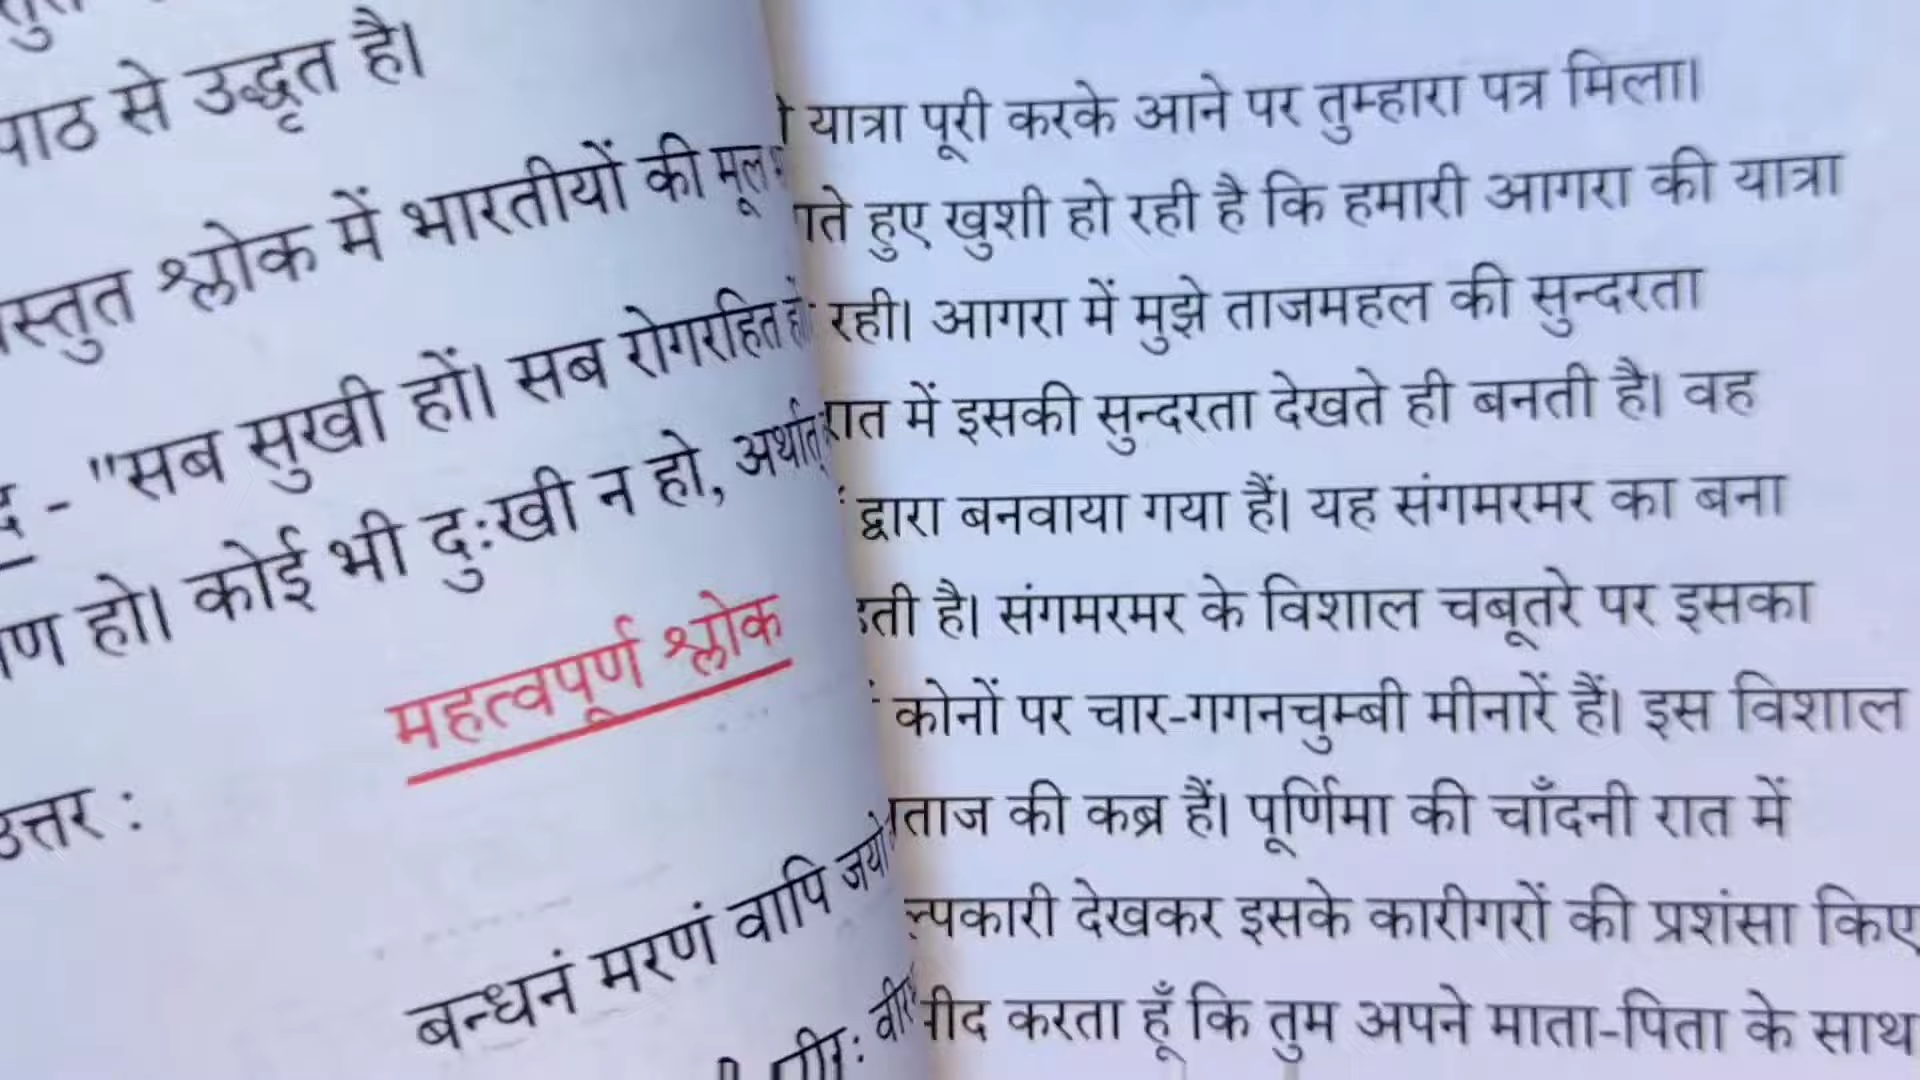 पाठ से उद्धृत है।
श्लोक में भारतीयों की मूल
- "सब सुखी हों। सब रोगरहित
हो। कोई भी दुःखी न हो, अर्थात्
महत्वपूर्ण श्लोक
उत्तर :
बन्धनं मरणं वापि
यात्रा पूरी करके आने पर तुम्हारा पत्र मिला।
हुए खुशी हो रही है कि हमारी आगरा की यात्रा
रही। आगरा में मुझे ताजमहल की सुन्दरता
रात में इसकी सुन्दरता देखते ही बनती है। वह
द्वारा बनवाया गया हैं। यह संगमरमर का बना
है। संगमरमर के विशाल चबूतरे पर इसका
कोनों पर चार-गगनचुम्बी मीनारें हैं। इस विशाल
की कब्र हैं। पूर्णिमा की चाँदनी रात में
देखकर इसके कारीगरों की प्रशंसा किए
करता हूँ कि तुम अपने माता-पिता के साथ